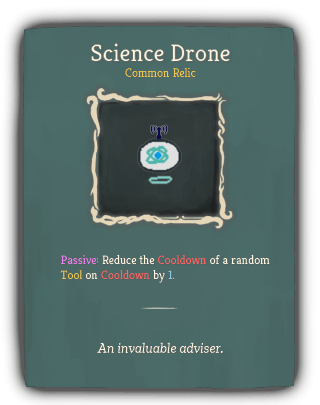 Science Drone
Common Relic
Passive: Reduce the Cooldown of a random
Tool on Cooldown by 1.
An invaluable adviser.